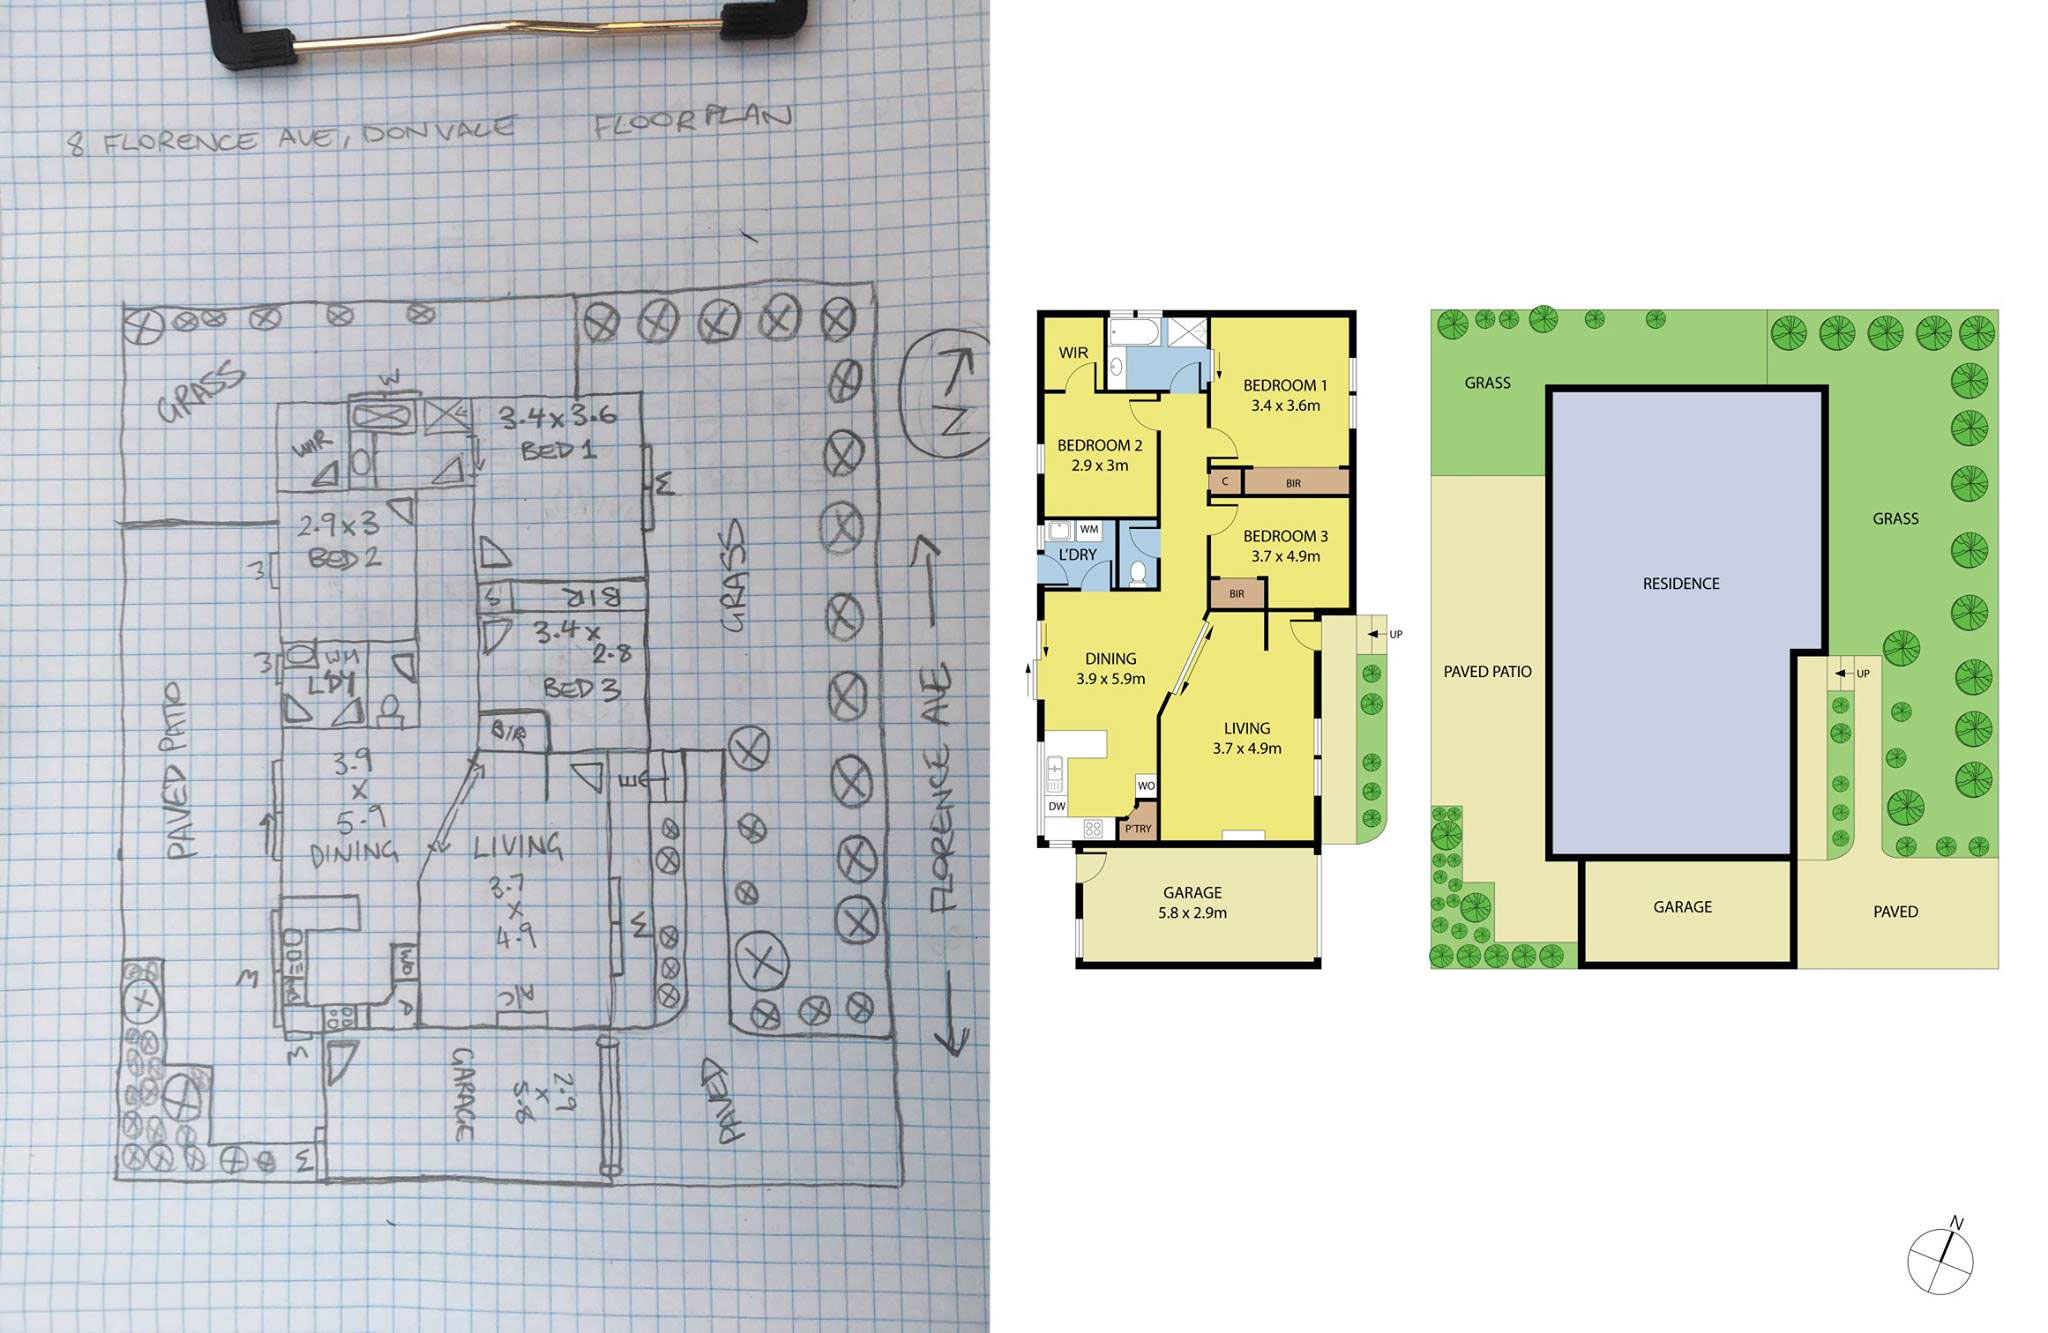 8 FLORENCE AVE, DONVALE FLOORPLAN
N
GRASS
W
WIR
3.4 x 3.6
BED 1
W
2.9 x 3
BED 2
W
GRASS
S
BIR
3.4 x
2.8
BED 3
W
WM
LDY
BIR
PAVED PATIO
FLORENCE AVE
3.9
x
5.9
DINING
E
LIVING
3.7
x
4.9
W
W
WO
DW
P
A/C
W
GARAGE
2.9
x
5.8
PAVED
W
WIR
BEDROOM 1
3.4 x 3.6m
BEDROOM 2
2.9 x 3m
C
BIR
WM
L'DRY
BEDROOM 3
3.7 x 4.9m
BIR
UP
DINING
3.9 x 5.9m
LIVING
3.7 x 4.9m
WO
DW
P'TRY
GARAGE
5.8 x 2.9m
GRASS
GRASS
RESIDENCE
PAVED PATIO
UP
GARAGE
PAVED
N